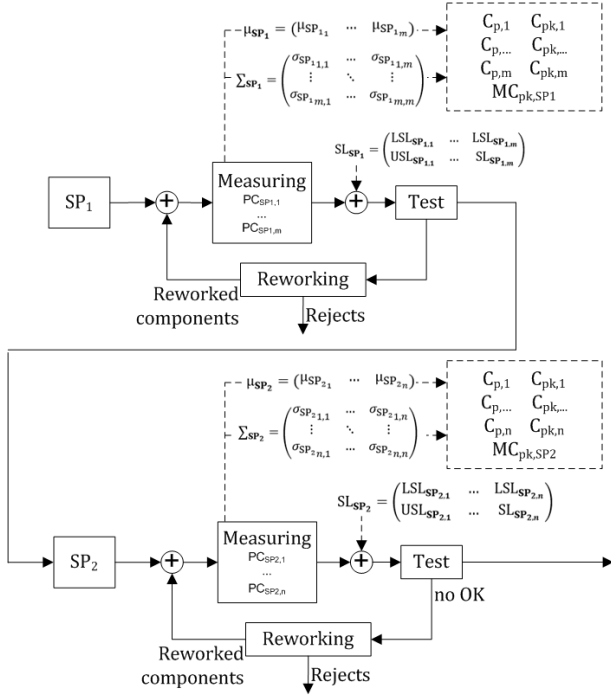 μSP1 = (μSP11 ⋯ μSP1m)
Cp,1 Cpk,1
Cp,... Cpk,...
Cp,m Cpk,m
MCpk,SP1
∑SP1 = (σSP11,1 … σSP11,m
⋮ ⋱ ⋮
σSP1m,1 … σSP1m,m)
SLSP1 = (LSLSP1,1 … LSLSP1,m
USLSP1,1 … SLSP1,m)
SP1
+
Measuring
PCSP1,1
...
PCSP1,m
+
Test
Reworking
Reworked
components
Rejects
μSP2 = (μSP21 ⋯ μSP2n)
Cp,1 Cpk,1
Cp,... Cpk,...
Cp,n Cpk,n
MCpk,SP2
∑SP2 = (σSP21,1 … σSP21,n
⋮ ⋱ ⋮
σSP2n,1 … σSP2n,n)
SLSP2 = (LSLSP2,1 … LSLSP2,n
USLSP2,1 … SLSP2,n)
SP2
+
Measuring
PCSP2,1
...
PCSP2,n
+
Test
no OK
Reworking
Reworked
components
Rejects